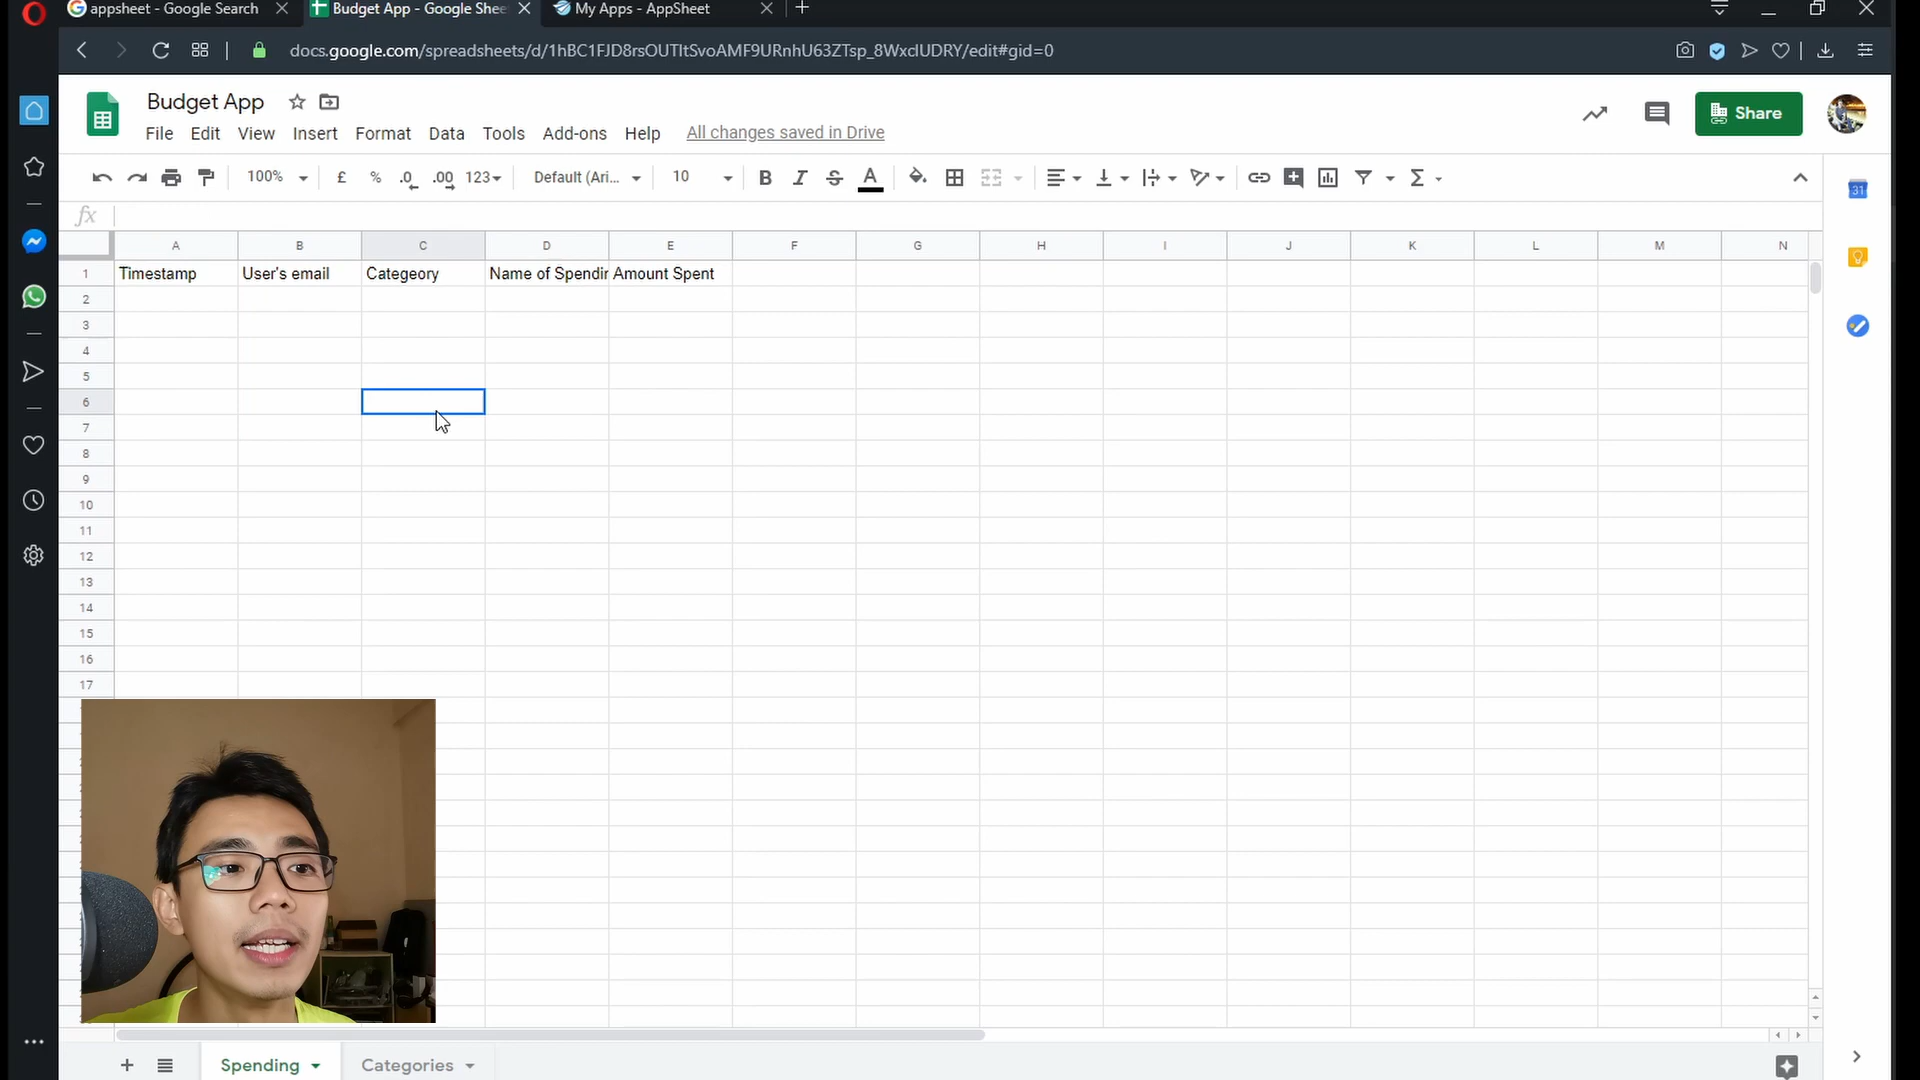 appsheet - Google Search
Budget App - Google Shee
My Apps - AppSheet
docs.google.com/spreadsheets/d/1hBC1FJD8rsOUTItSvoAMF9URnhU63ZTsp_8WxcIUDRY/edit#gid=0
Budget App
File Edit View Insert Format Data Tools Add-ons Help All changes saved in Drive
Share
100% £ % .0 .00 123 Default (Ari... 10 B I S A Σ
31
fx
A B C D E F G H I J K L M N
1 Timestamp User's email Categeory Name of Spendin Amount Spent
2
3
4
5
6
7
8
9
10
11
12
13
14
15
16
17
Spending Categories